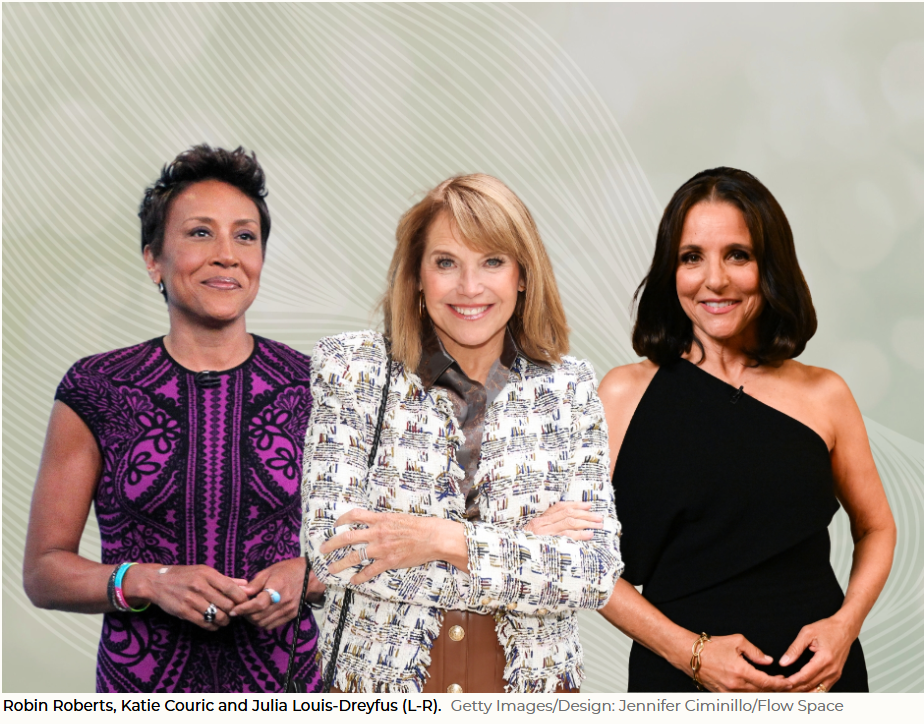 Robin Roberts, Katie Couric and Julia Louis-Dreyfus (L-R). Getty Images/Design: Jennifer Ciminillo/Flow Space